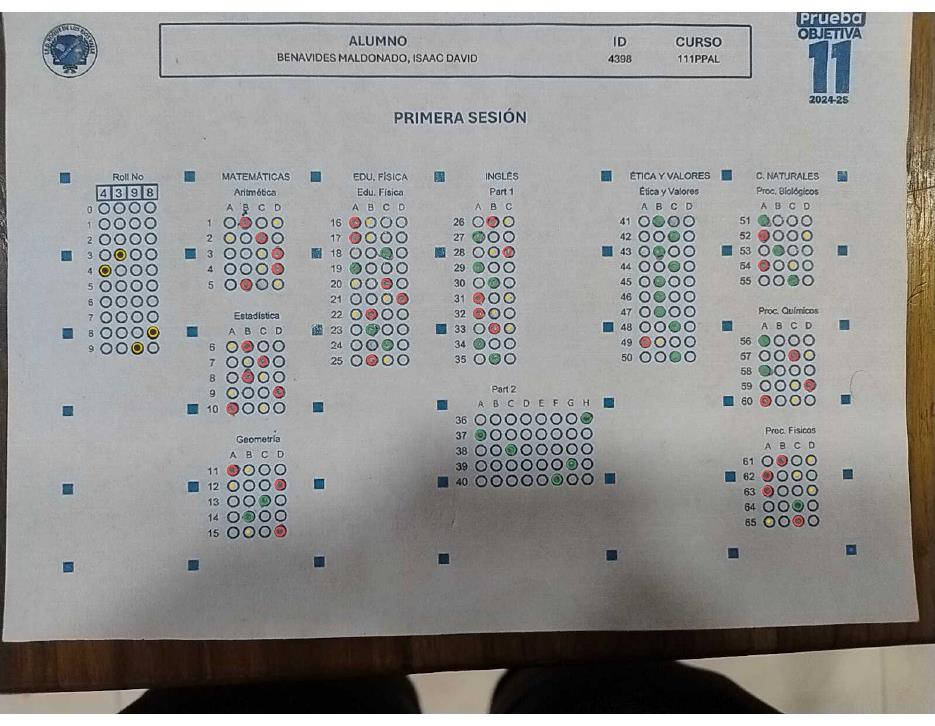 ALUMNO ID CURSO
BENAVIDES MALDONADO, ISAAC DAVID 4398 111PPAL
Prueba
OBJETIVA
11
2024-25
PRIMERA SESIÓN
Roll No
4 3 9 8
0
1
2
3
4
5
6
7
8
9
MATEMÁTICAS
Aritmética
A B C D
1
2
3
4
5
Estadística
A B C D
6
7
8
9
10
Geometría
A B C D
11
12
13
14
15
EDU. FÍSICA
Edu. Física
A B C D
16
17
18
19
20
21
22
23
24
25
INGLÉS
Part 1
A B C
26
27
28
29
30
31
32
33
34
35
Part 2
A B C D E F G H
36
37
38
39
40
ÉTICA Y VALORES
Ética y Valores
A B C D
41
42
43
44
45
46
47
48
49
50
C. NATURALES
Proc. Biológicos
A B C D
51
52
53
54
55
Proc. Químicos
A B C D
56
57
58
59
60
Proc. Físicos
A B C D
61
62
63
64
65